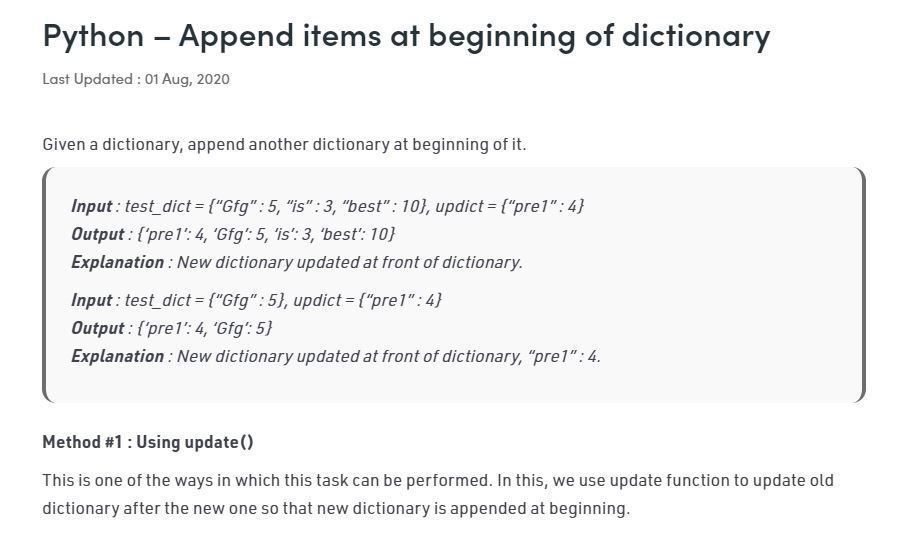 Python – Append items at beginning of dictionary
Last Updated : 01 Aug, 2020
Given a dictionary, append another dictionary at beginning of it.
Input : test_dict = {“Gfg” : 5, “is” : 3, “best” : 10}, updict = {“pre1” : 4}
Output : {‘pre1’: 4, ‘Gfg’: 5, ‘is’: 3, ‘best’: 10}
Explanation : New dictionary updated at front of dictionary.
Input : test_dict = {“Gfg” : 5}, updict = {“pre1” : 4}
Output : {‘pre1’: 4, ‘Gfg’: 5}
Explanation : New dictionary updated at front of dictionary, “pre1” : 4.
Method #1 : Using update()
This is one of the ways in which this task can be performed. In this, we use update function to update old
dictionary after the new one so that new dictionary is appended at beginning.